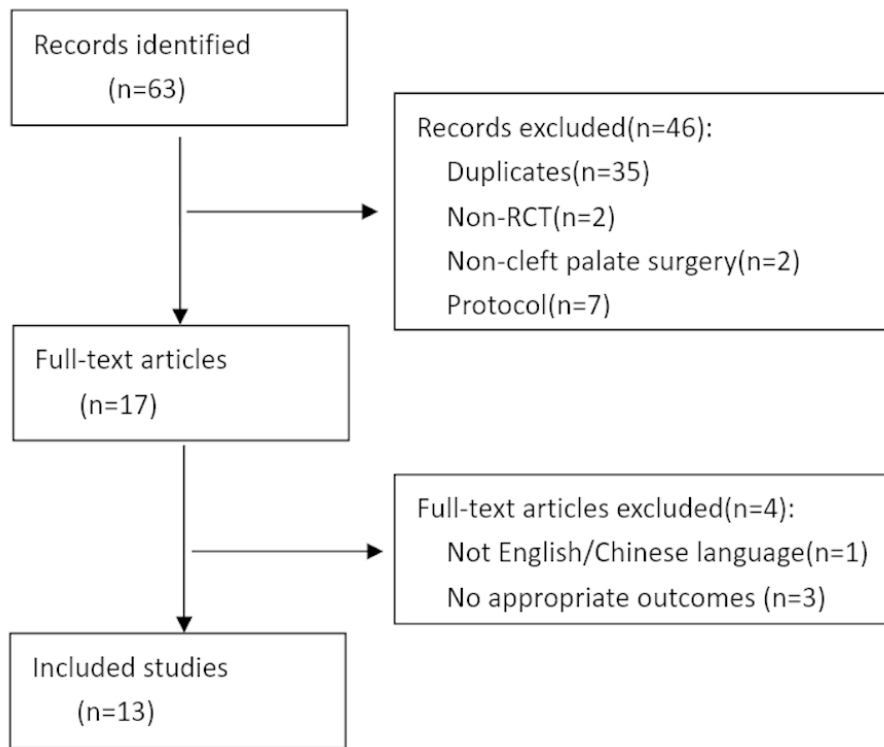 Records identified
(n=63)
Records excluded(n=46):
Duplicates(n=35)
Non-RCT(n=2)
Non-cleft palate surgery(n=2)
Protocol(n=7)
Full-text articles
(n=17)
Full-text articles excluded(n=4):
Not English/Chinese language(n=1)
No appropriate outcomes (n=3)
Included studies
(n=13)